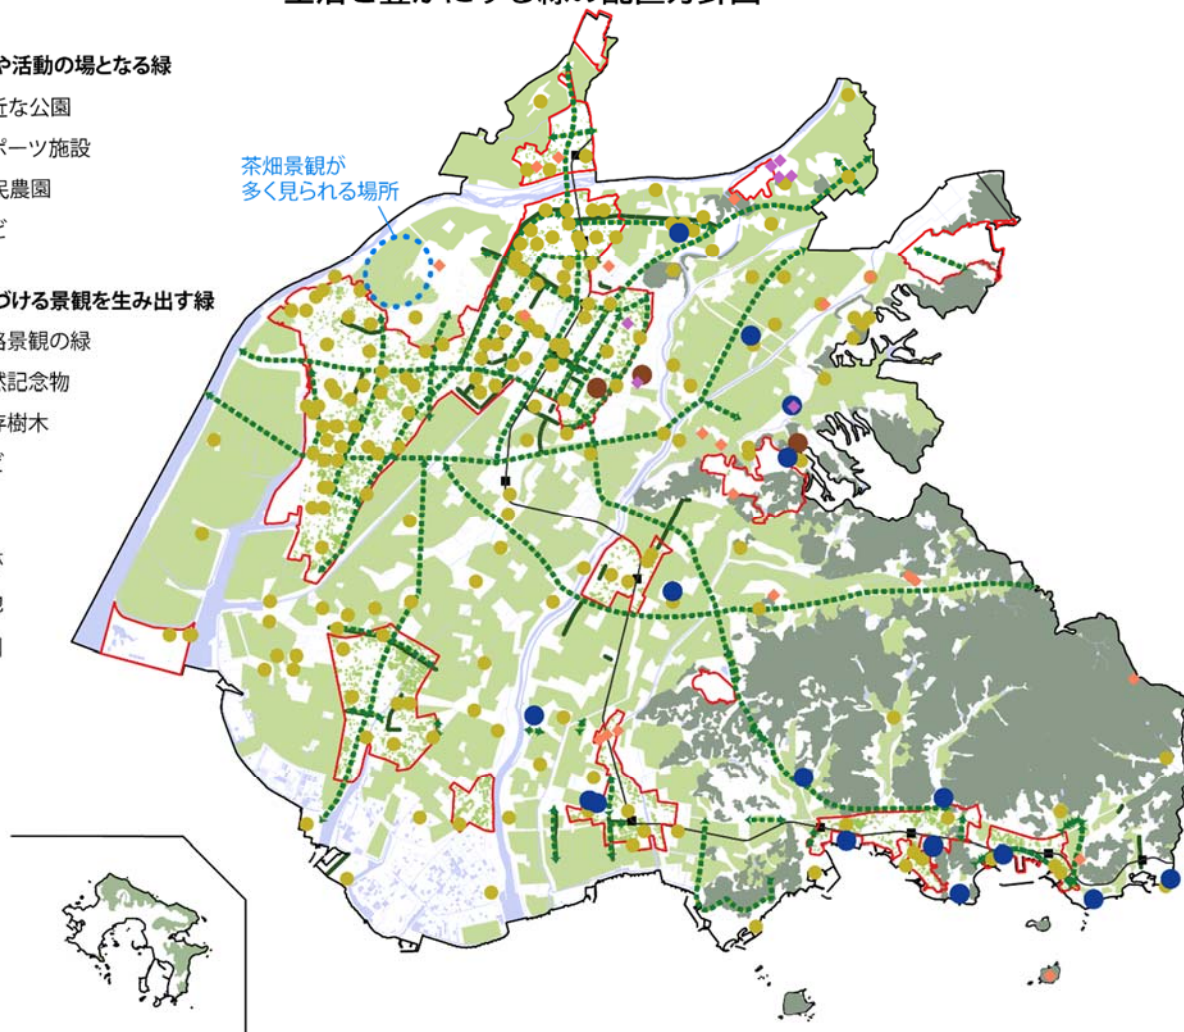 や活動の場となる緑
近な公園
ポーツ施設
民農園
ど
づける景観を生み出す緑
路景観の緑
然記念物
存樹木
ど
茶畑景観が
多く見られる場所